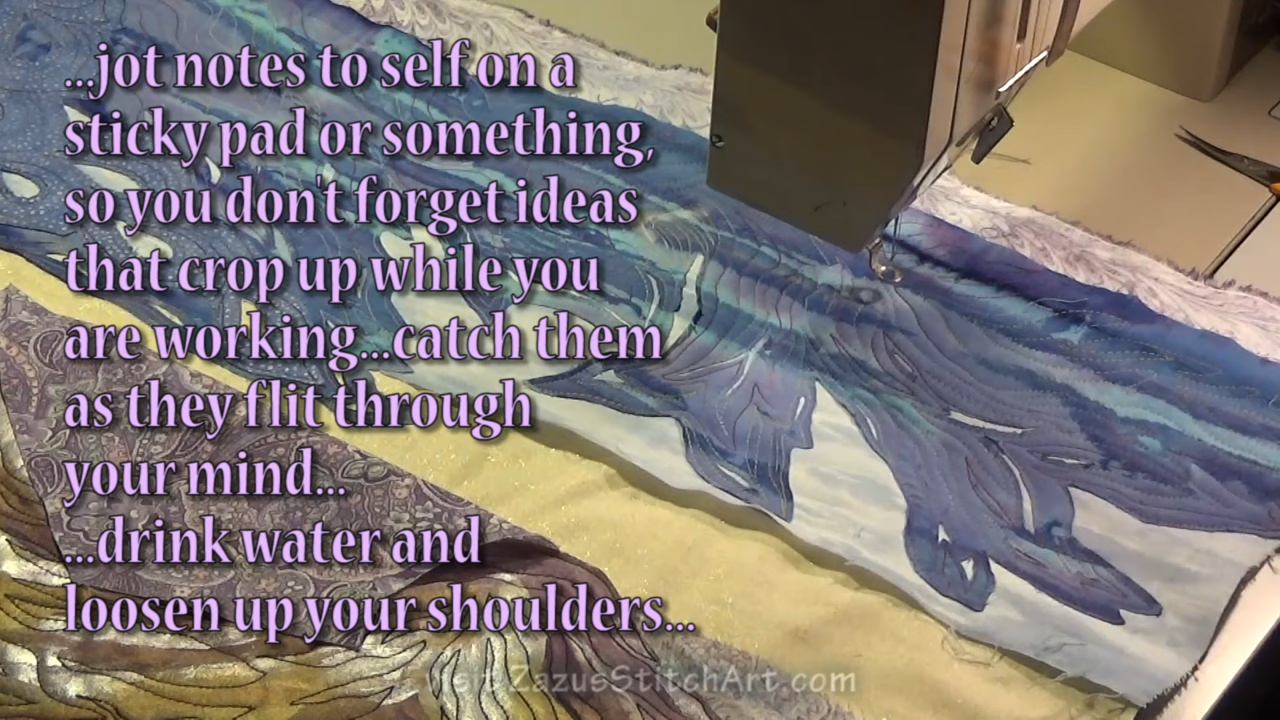 ...jot notes to self on a
sticky pad or something,
so you don't forget ideas
that crop up while you
are working...catch them
as they flit through
your mind...
...drink water and
loosen up your shoulders...
Visit ZazusStitchArt.com